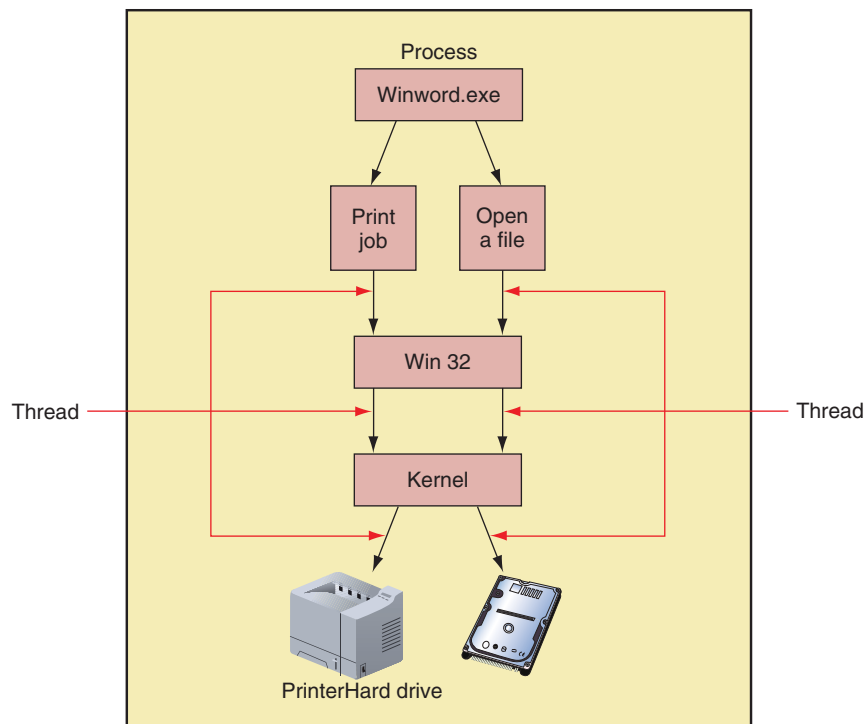 Process
Winword.exe
Print
job
Open
a file
Win 32
Thread
Thread
Kernel
PrinterHard drive